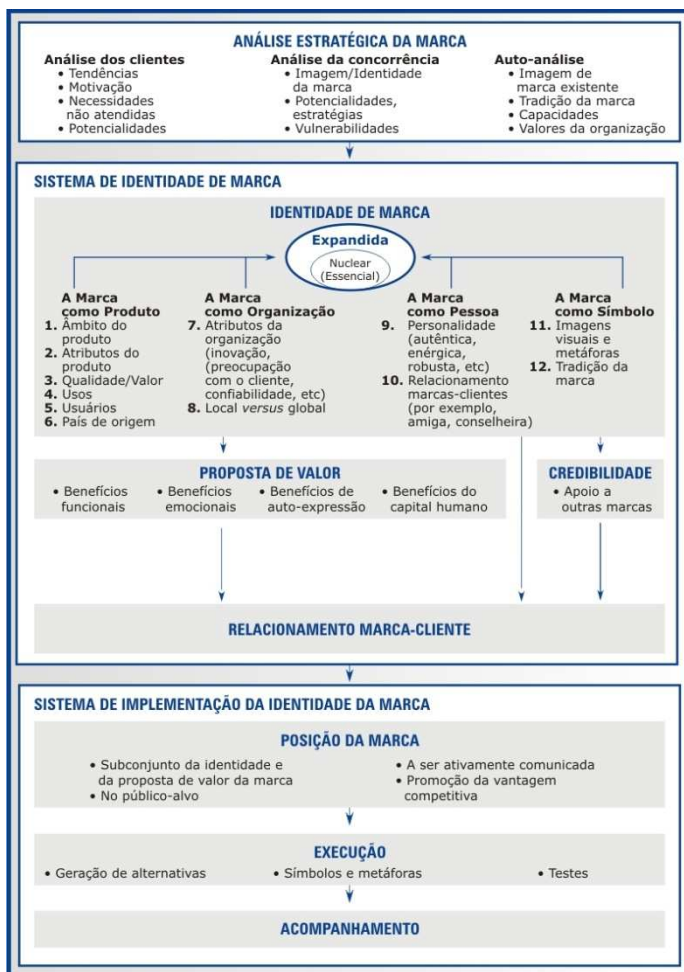 ANÁLISE ESTRATÉGICA DA MARCA
Análise dos clientes
• Tendências
• Motivação
• Necessidades
não atendidas
• Potencialidades
Análise da concorrência
• Imagem/Identidade
da marca
• Potencialidades,
estratégias
• Vulnerabilidades
Auto-análise
• Imagem de
marca existente
• Tradição da marca
• Capacidades
• Valores da organização
SISTEMA DE IDENTIDADE DE MARCA
IDENTIDADE DE MARCA
Expandida
Nuclear
(Essencial)
A Marca
como Produto
1. Âmbito do
produto
2. Atributos do
produto
3. Qualidade/Valor
4. Usos
5. Usuários
6. País de origem
A Marca
como Organização
7. Atributos da
organização
(inovação,
(preocupação
com o cliente,
confiabilidade, etc)
8. Local versus global
A Marca
como Pessoa
9. Personalidade
(autêntica,
enérgica,
robusta, etc)
10. Relacionamento
marcas-clientes
(por exemplo,
amiga, conselheira)
A Marca
como Símbolo
11. Imagens
visuais e
metáforas
12. Tradição da
marca
PROPOSTA DE VALOR
• Benefícios
funcionais
• Benefícios
emocionais
• Benefícios de
auto-expressão
• Benefícios do
capital humano
CREDIBILIDADE
• Apoio a
outras marcas
RELACIONAMENTO MARCA-CLIENTE
SISTEMA DE IMPLEMENTAÇÃO DA IDENTIDADE DA MARCA
POSIÇÃO DA MARCA
• Subconjunto da identidade e
da proposta de valor da marca
• No público-alvo
• A ser ativamente comunicada
• Promoção da vantagem
competitiva
EXECUÇÃO
• Geração de alternativas
• Símbolos e metáforas
• Testes
ACOMPANHAMENTO